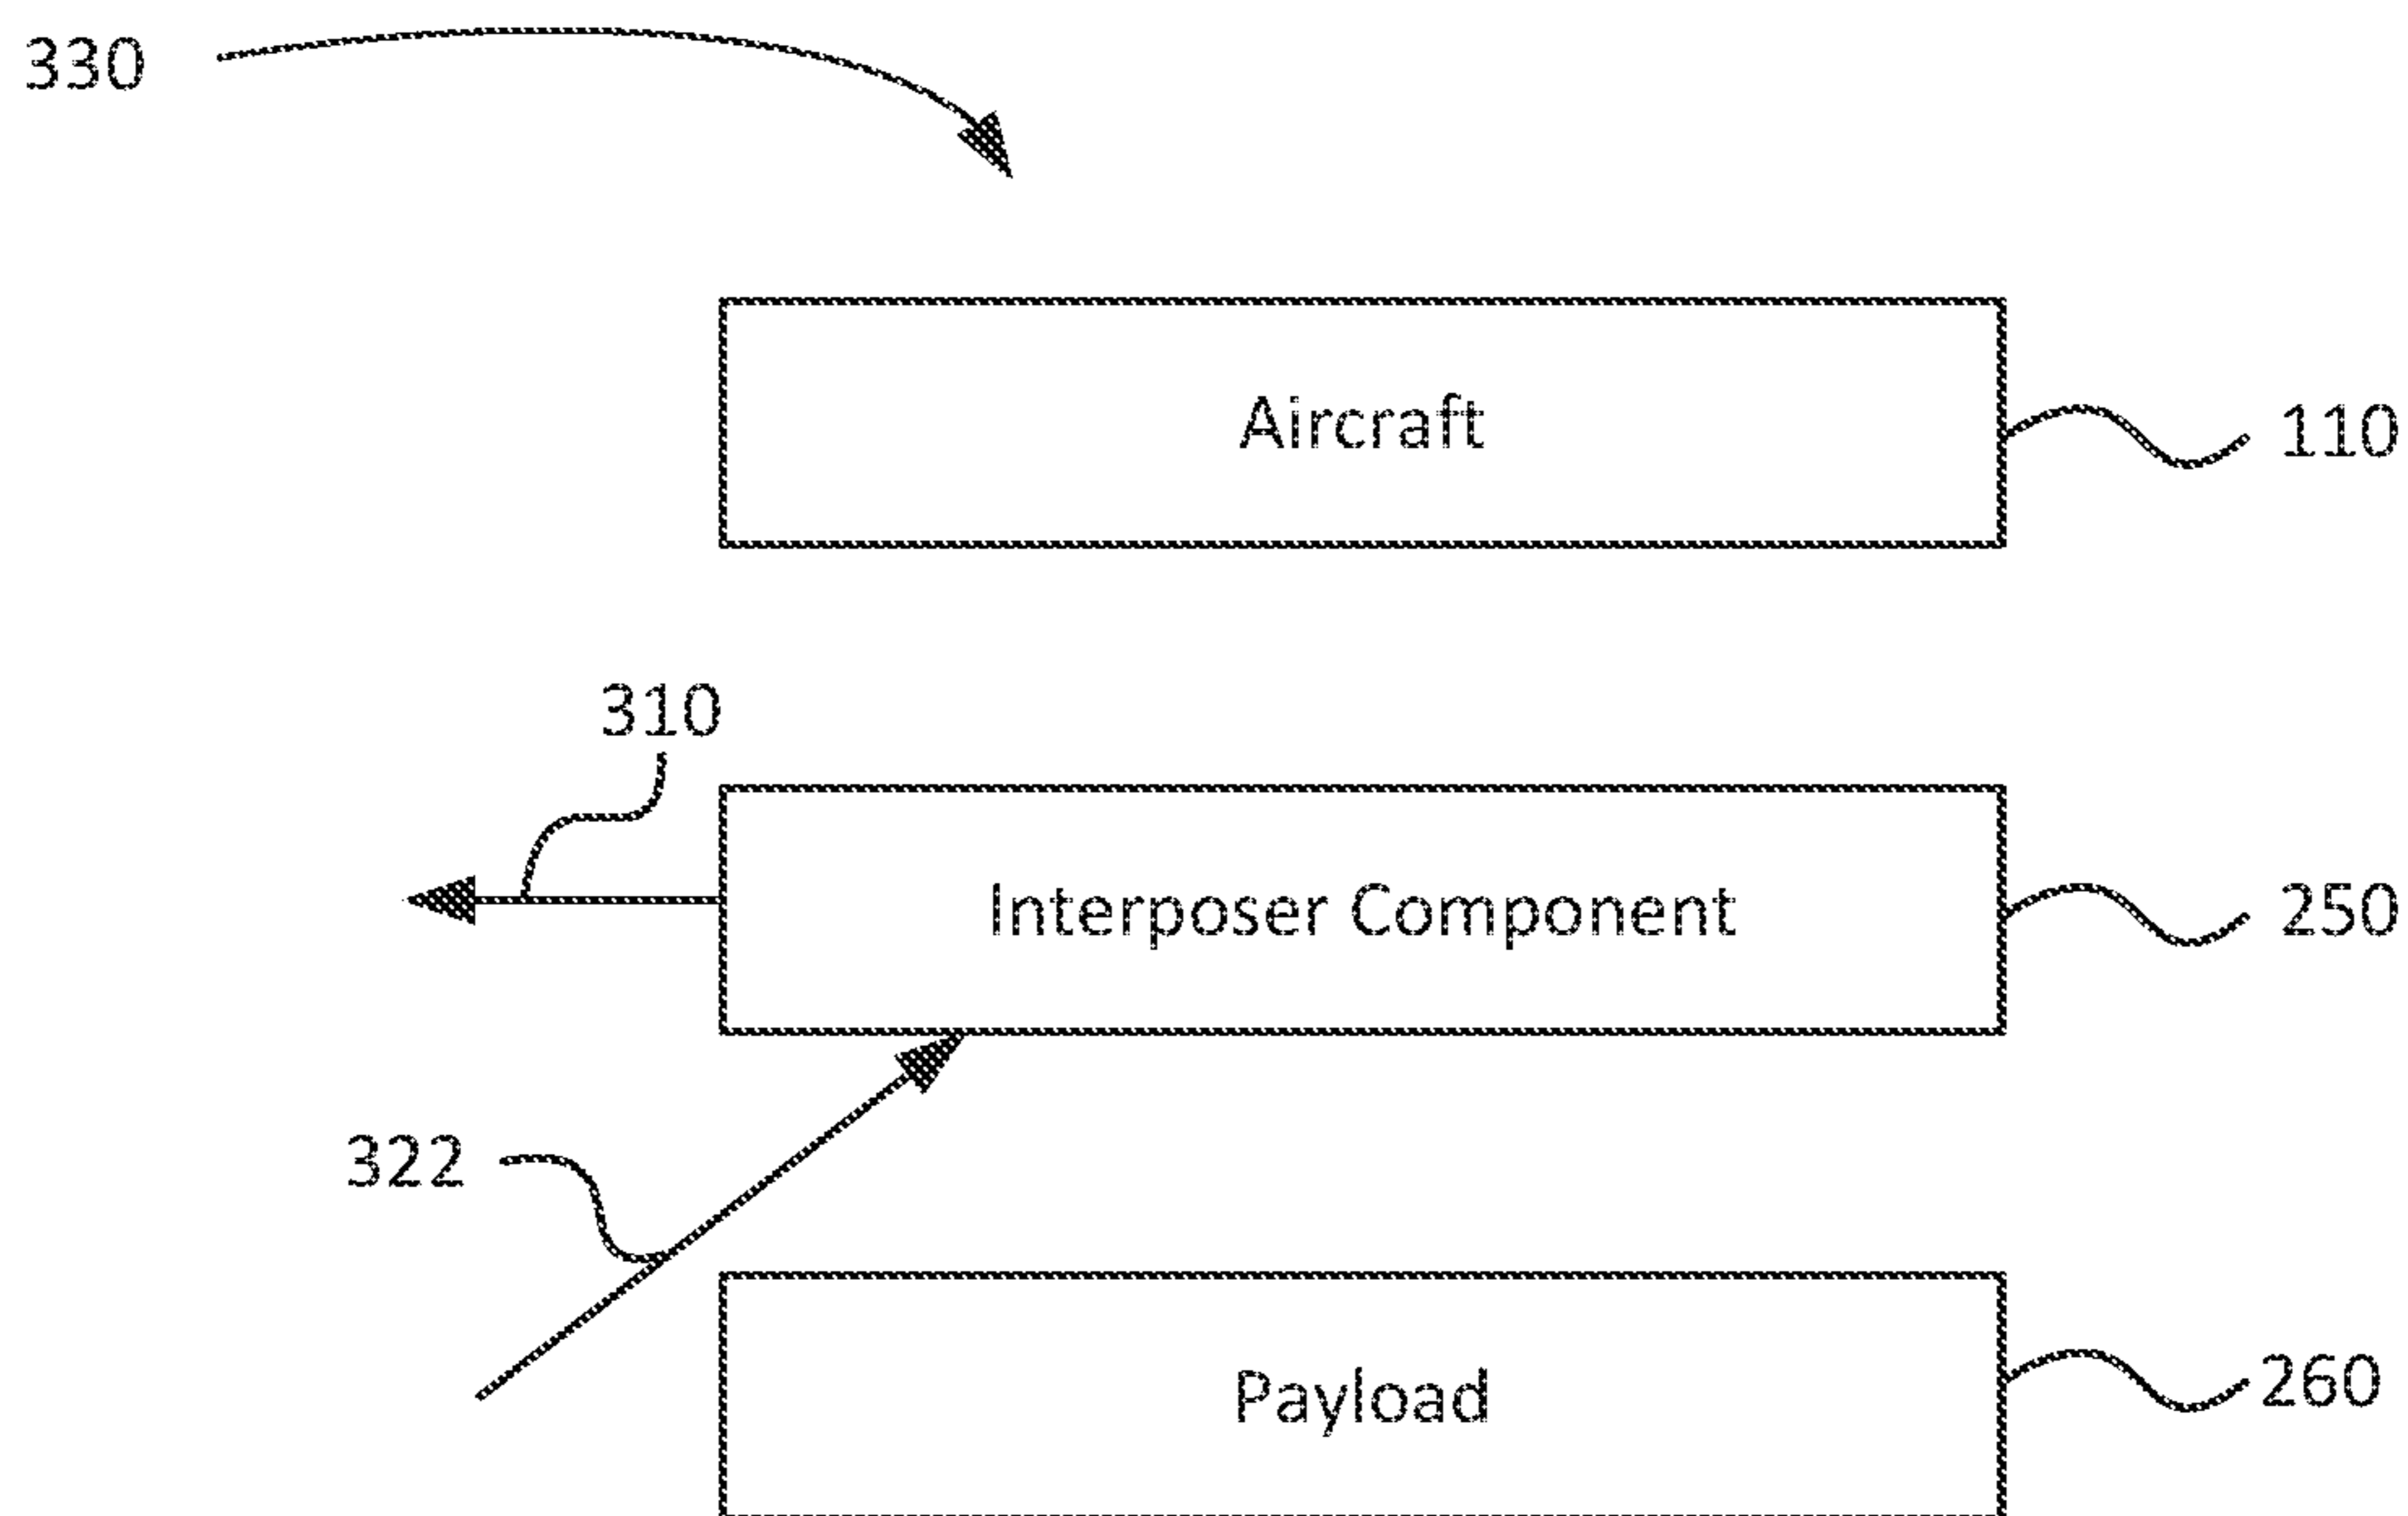 330
Aircraft
110
310
Interposer Component
250
322
Payload
260